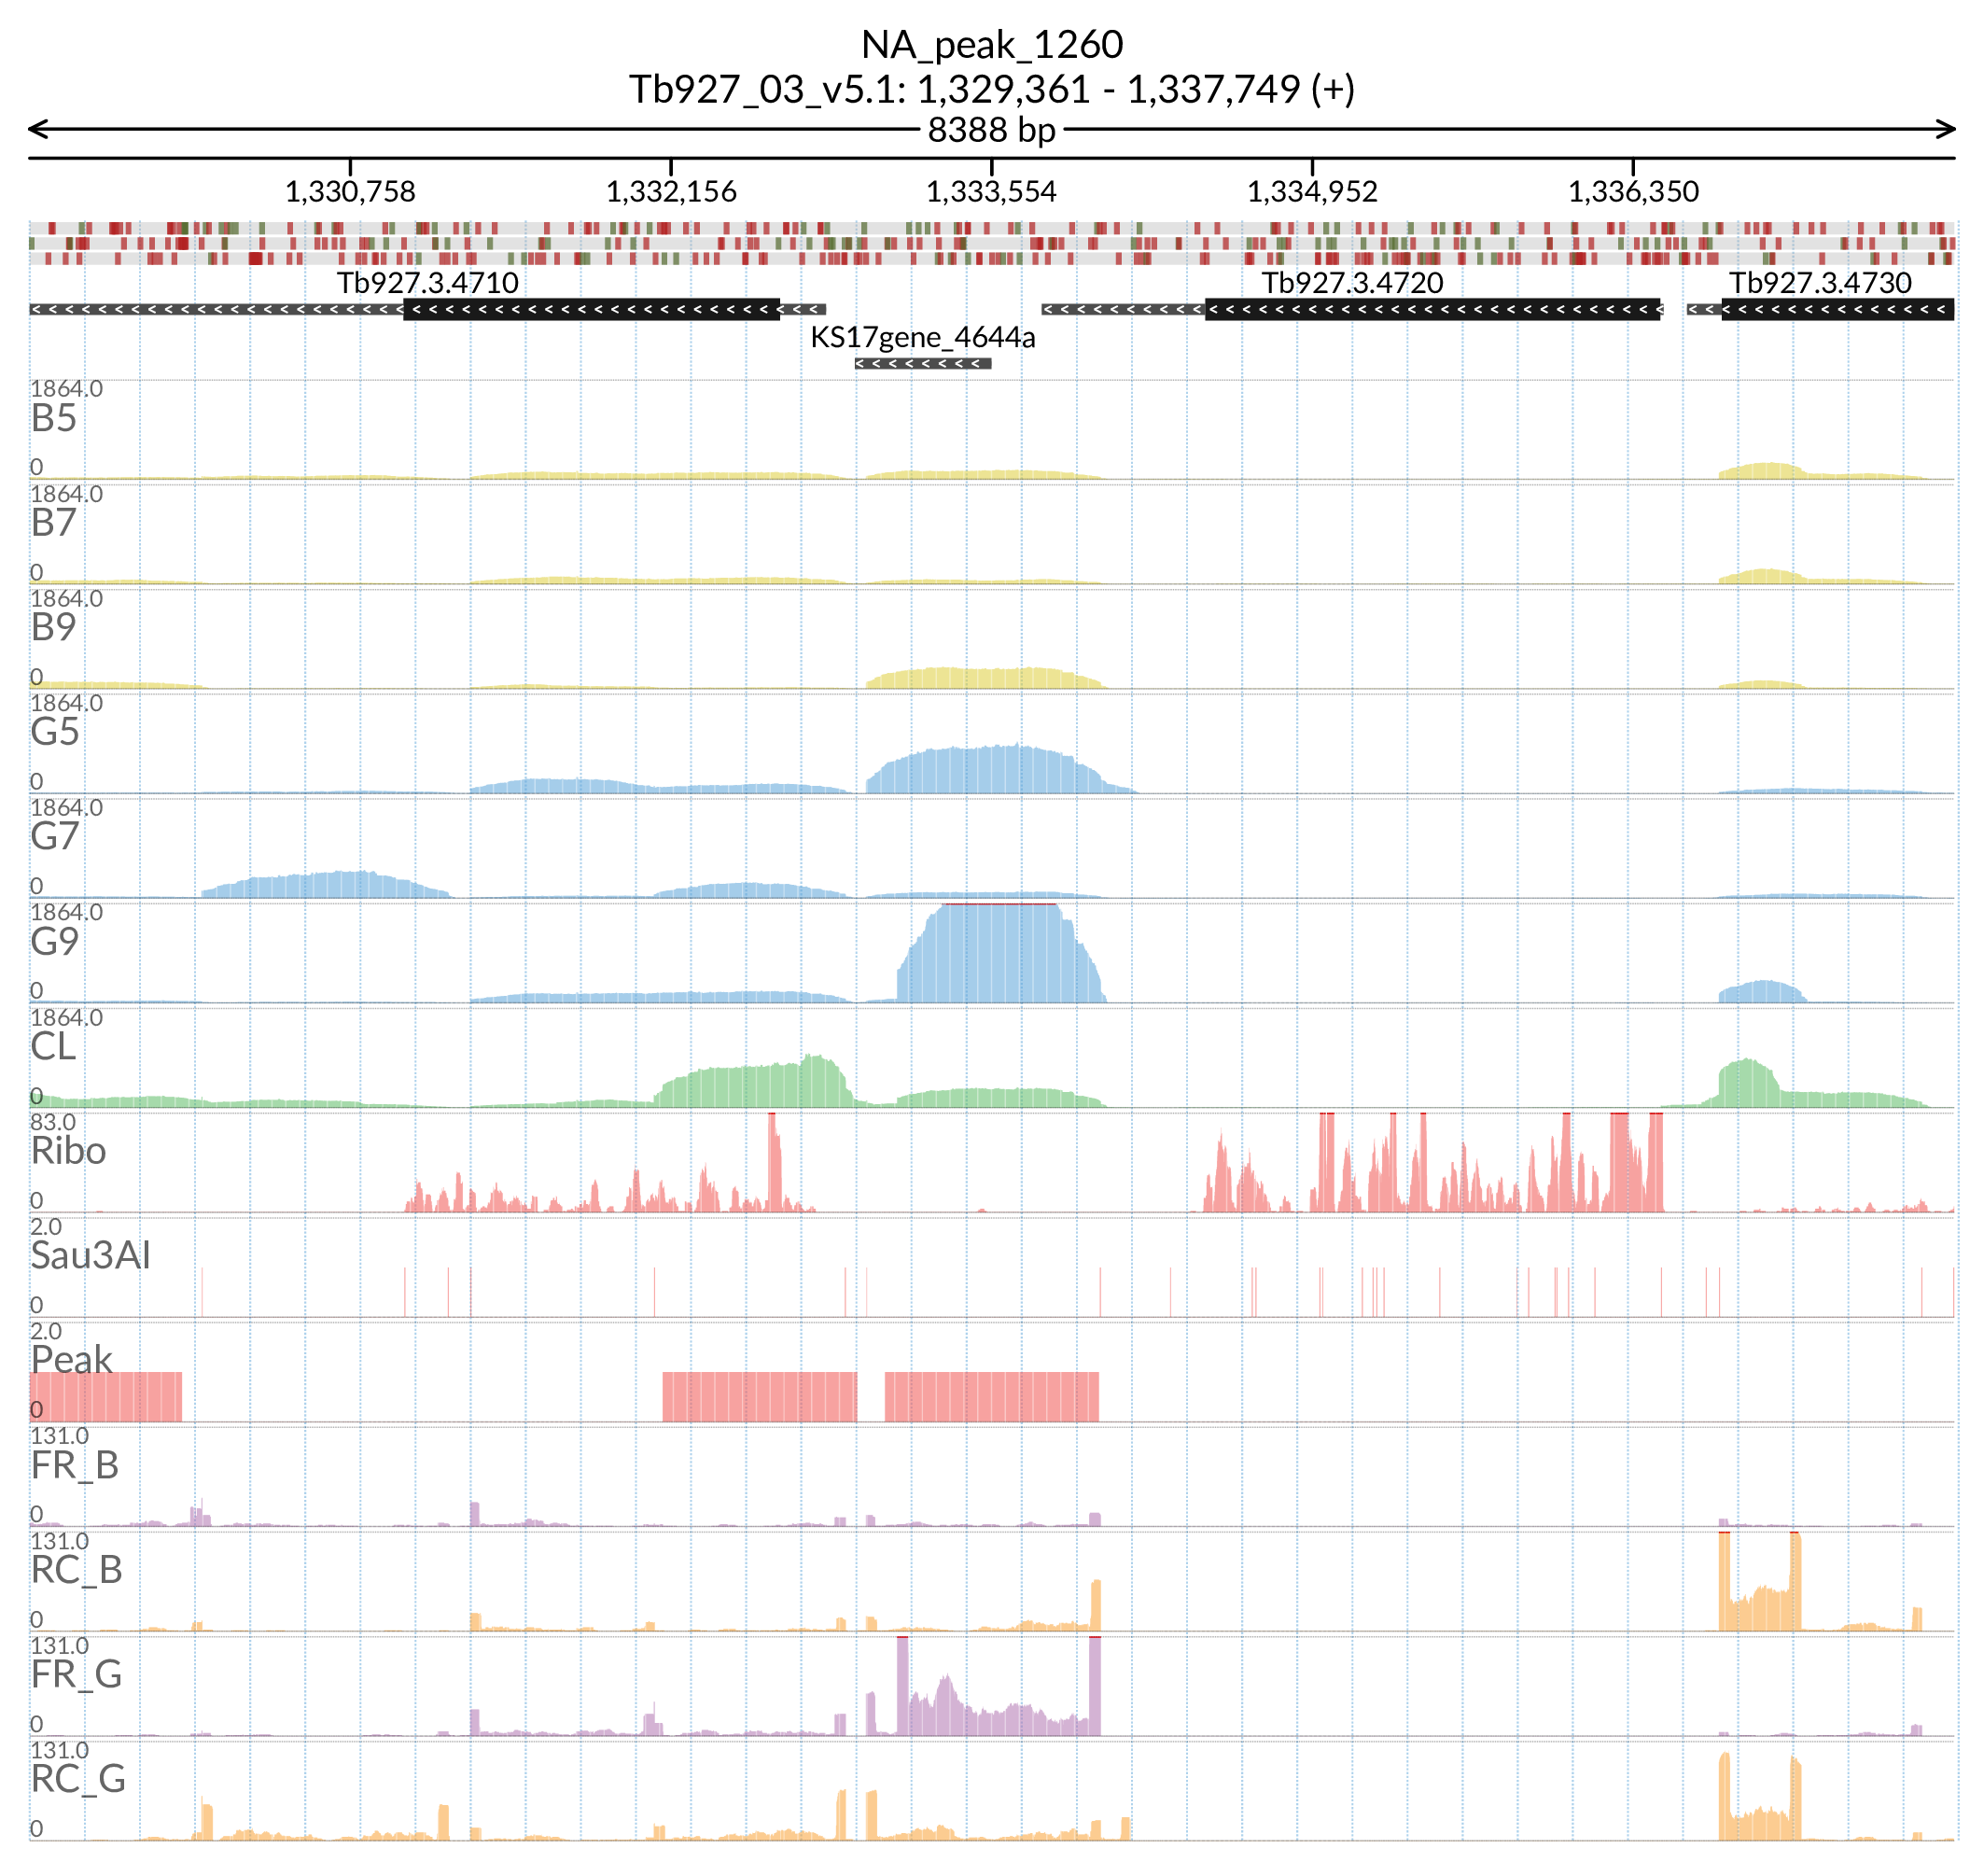 NA_peak_1260
Tb927_03_v5.1: 1,329,361 - 1,337,749 (+)
8388 bp
1,330,758 1,332,156 1,333,554 1,334,952 1,336,350
Tb927.3.4710 Tb927.3.4720 Tb927.3.4730
KS17gene_4644a
1864.0
B5
0
1864.0
B7
0
1864.0
B9
0
1864.0
G5
0
1864.0
G7
0
1864.0
G9
0
1864.0
CL
0
83.0
Ribo
0
2.0
Sau3AI
0
2.0
Peak
0
131.0
FR_B
0
131.0
RC_B
0
131.0
FR_G
0
131.0
RC_G
0